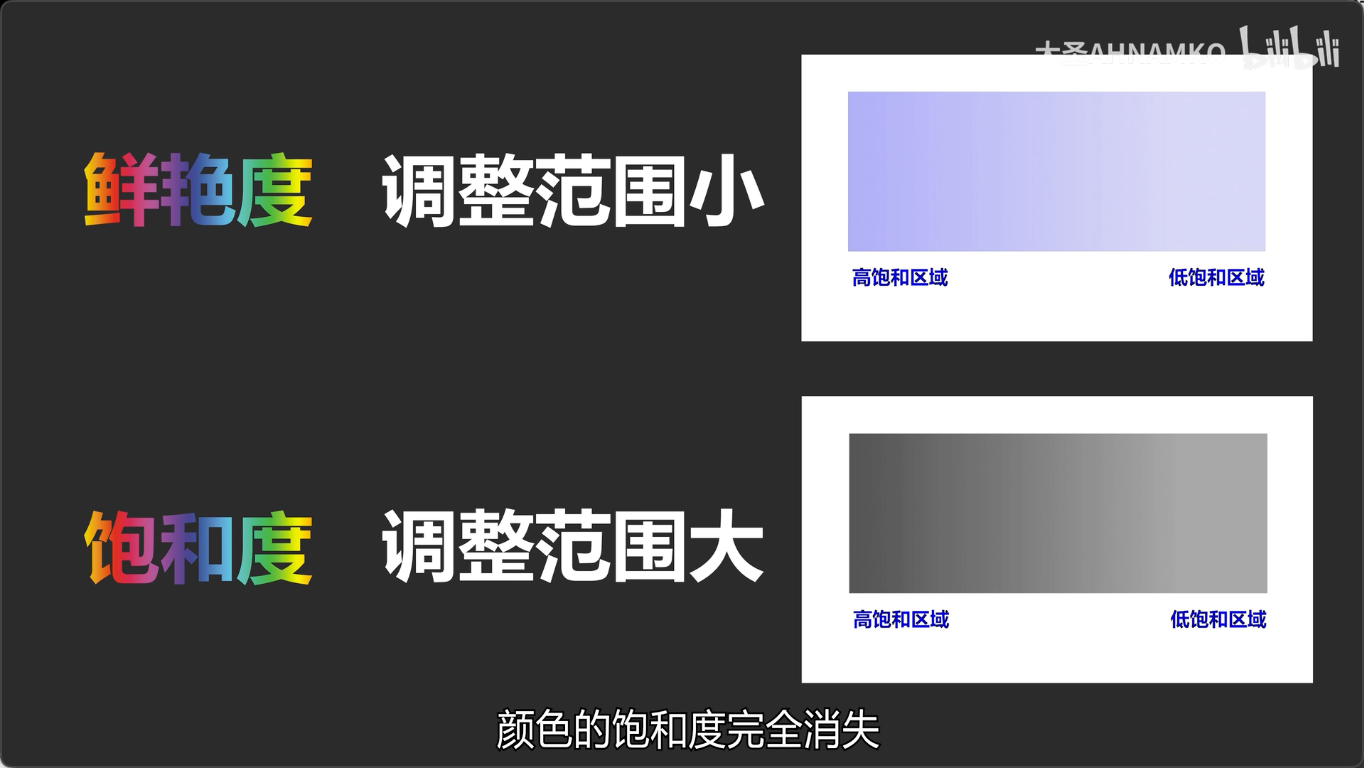 大圣AHNAMKO bilibili
鲜艳度 调整范围小
高饱和区域 低饱和区域
饱和度 调整范围大
高饱和区域 低饱和区域
颜色的饱和度完全消失